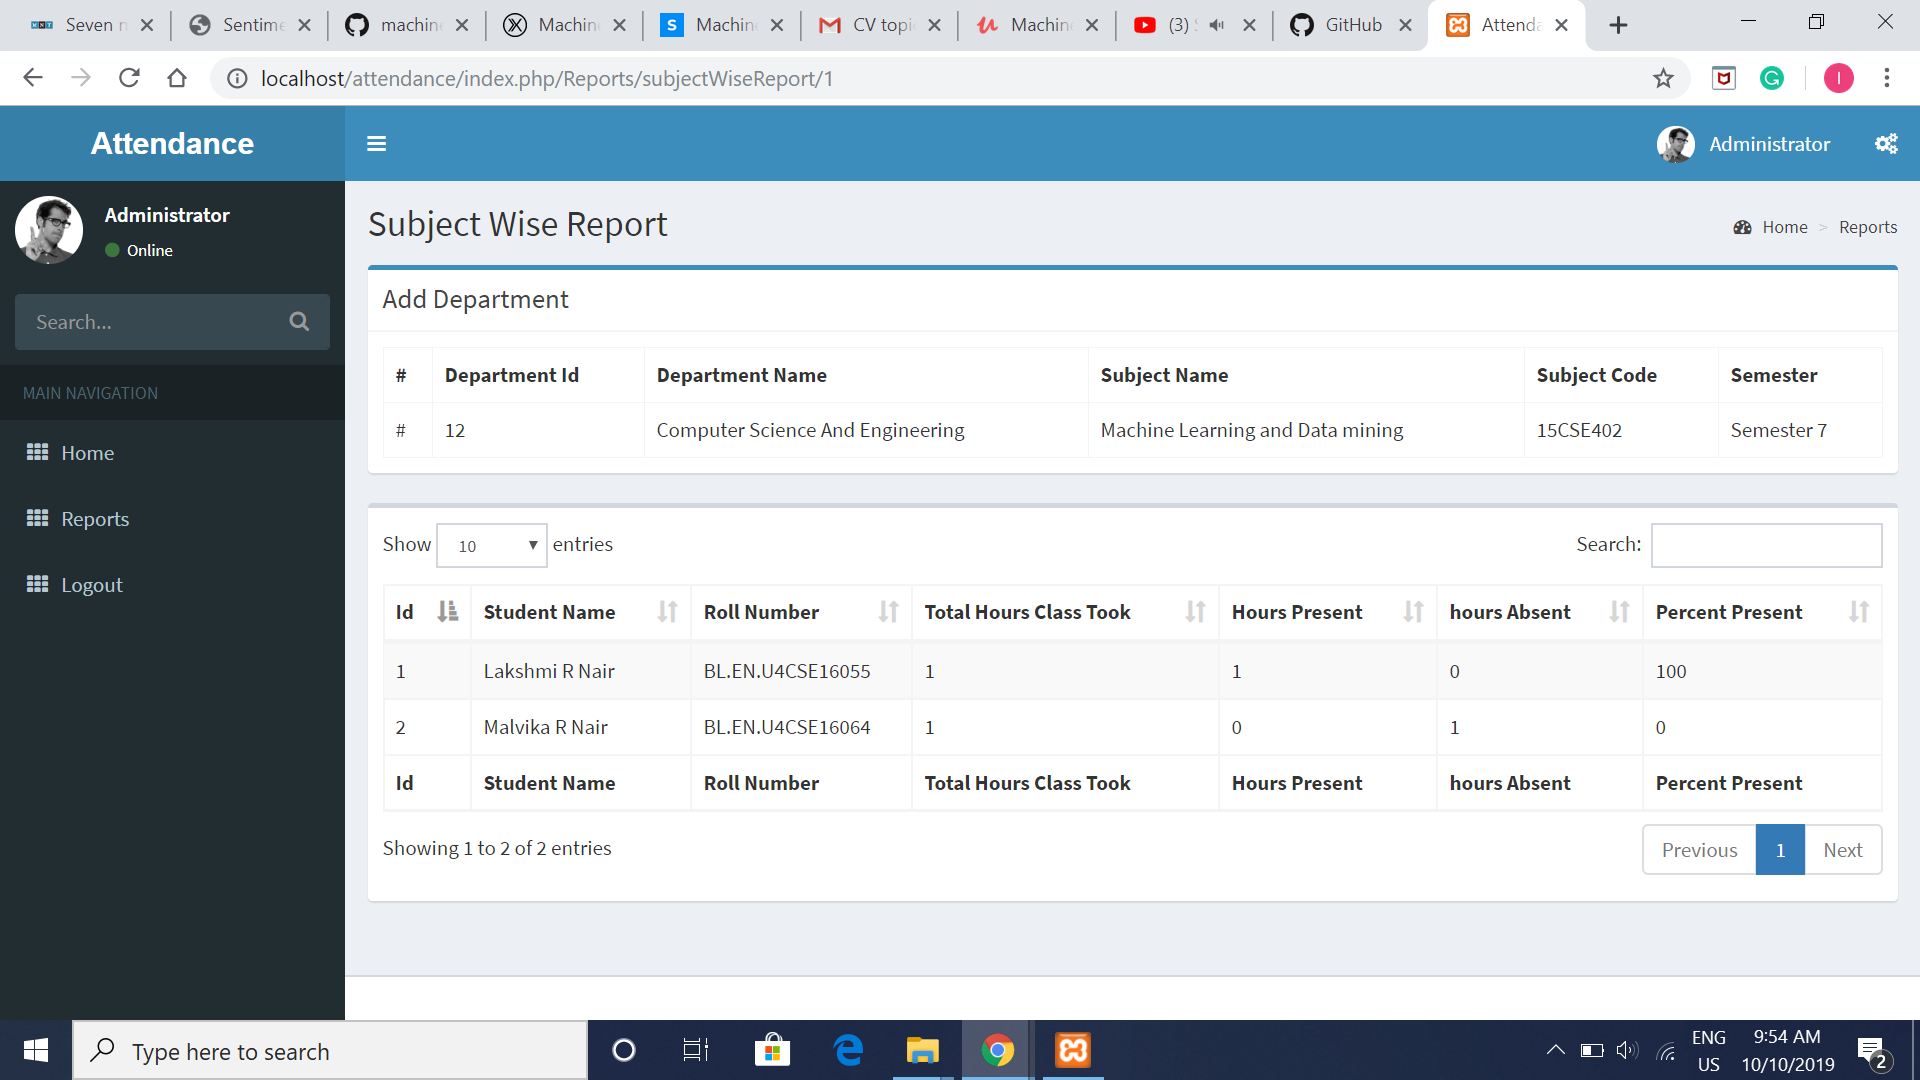 Seven n
Sentime
machine
Machine
S Machine
CV topi
Machine
(3) S
GitHub
Attenda
localhost/attendance/index.php/Reports/subjectWiseReport/1
G
I
Attendance
Administrator
Administrator
Online
Search...
MAIN NAVIGATION
Home
Reports
Logout
Subject Wise Report
Home > Reports
Add Department
# Department Id Department Name Subject Name Subject Code Semester
# 12 Computer Science And Engineering Machine Learning and Data mining 15CSE402 Semester 7
Show 10 entries
Search:
Id Student Name Roll Number Total Hours Class Took Hours Present hours Absent Percent Present
1 Lakshmi R Nair BL.EN.U4CSE16055 1 1 0 100
2 Malvika R Nair BL.EN.U4CSE16064 1 0 1 0
Id Student Name Roll Number Total Hours Class Took Hours Present hours Absent Percent Present
Showing 1 to 2 of 2 entries
Previous 1 Next
Type here to search
ENG
US
9:54 AM
10/10/2019
2